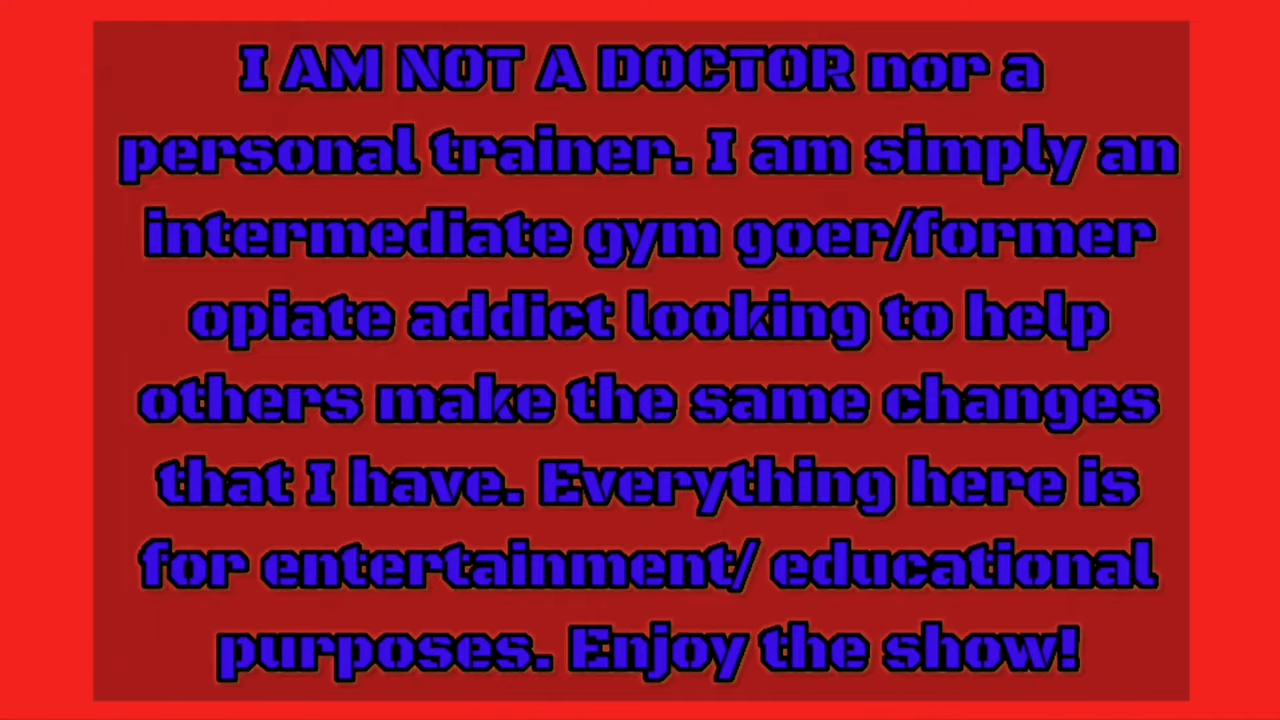 I AM NOT A DOCTOR nor a
personal trainer. I am simply an
intermediate gym goer/former
opiate addict looking to help
others make the same changes
that I have. Everything here is
for entertainment/ educational
purposes. Enjoy the show!